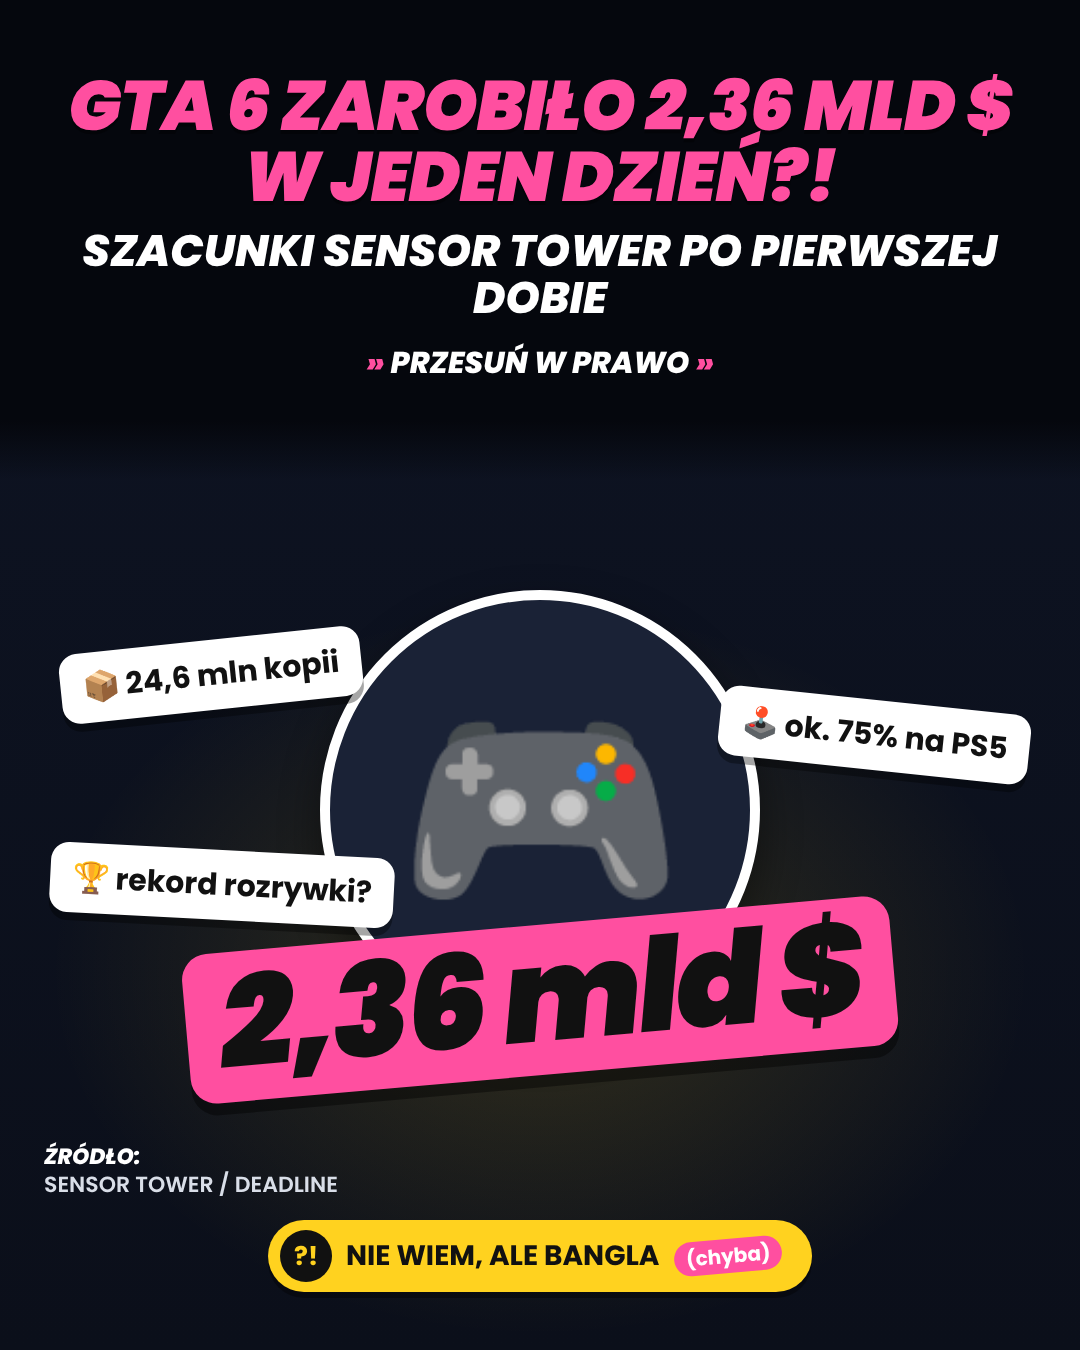 GTA 6 ZAROBIŁO 2,36 MLD $
W JEDEN DZIEŃ?!
SZACUNKI SENSOR TOWER PO PIERWSZEJ
DOBIE
» PRZESUŃ W PRAWO »
24,6 mln kopii
ok. 75% na PS5
rekord rozrywki?
2,36 mld $
ŹRÓDŁO:
SENSOR TOWER / DEADLINE
?! NIE WIEM, ALE BANGLA (chyba)